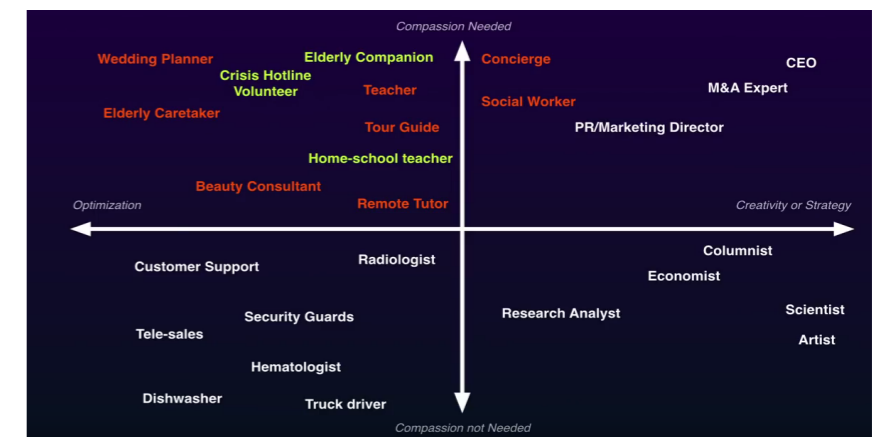 Compassion Needed
Wedding Planner
Elderly Companion
Concierge
CEO
Crisis Hotline
Volunteer
Teacher
M&A Expert
Social Worker
Elderly Caretaker
Tour Guide
PR/Marketing Director
Home-school teacher
Beauty Consultant
Optimization
Remote Tutor
Creativity or Strategy
Customer Support
Radiologist
Columnist
Economist
Security Guards
Research Analyst
Scientist
Tele-sales
Artist
Hematologist
Dishwasher
Truck driver
Compassion not Needed